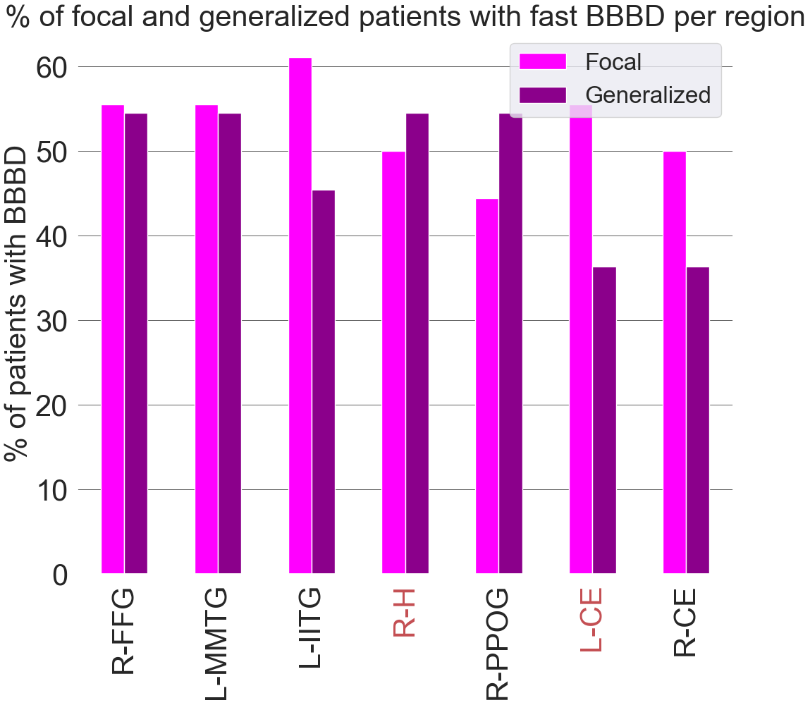 % of focal and generalized patients with fast BBBD per region
Focal
Generalized
% of patients with BBBD
60
50
40
30
20
10
0
R-FFG
L-MMTG
L-IITG
R-H
R-PPOG
L-CE
R-CE